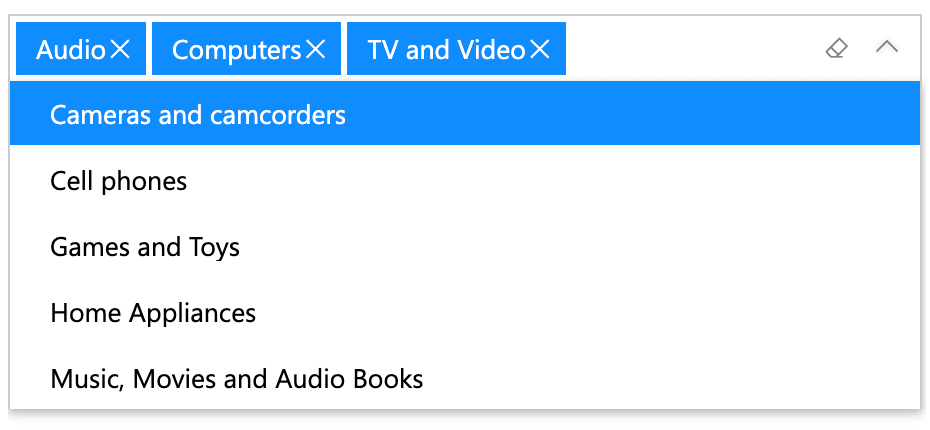 Audio Computers TV and Video
Cameras and camcorders
Cell phones
Games and Toys
Home Appliances
Music, Movies and Audio Books